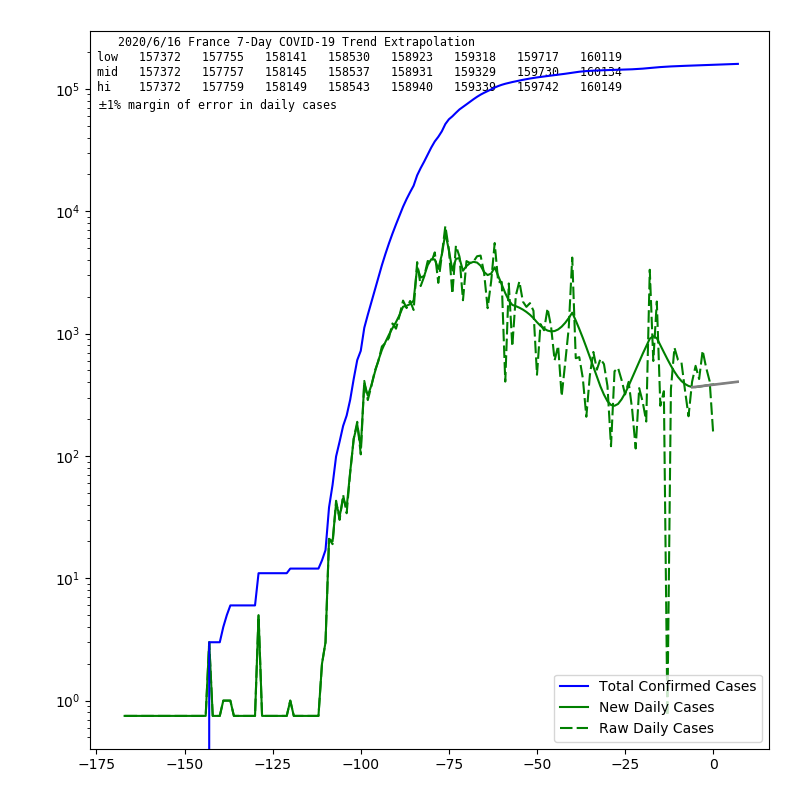 2020/6/16 France 7-Day COVID-19 Trend Extrapolation
low 157372 157755 158141 158530 158923 159318 159717 160119
mid 157372 157757 158145 158537 158931 159329 159730 160134
hi 157372 157759 158149 158543 158940 159339 159742 160149
±1% margin of error in daily cases
10⁵
10⁴
10³
10²
10¹
10⁰
Total Confirmed Cases
New Daily Cases
Raw Daily Cases
−175 −150 −125 −100 −75 −50 −25 0